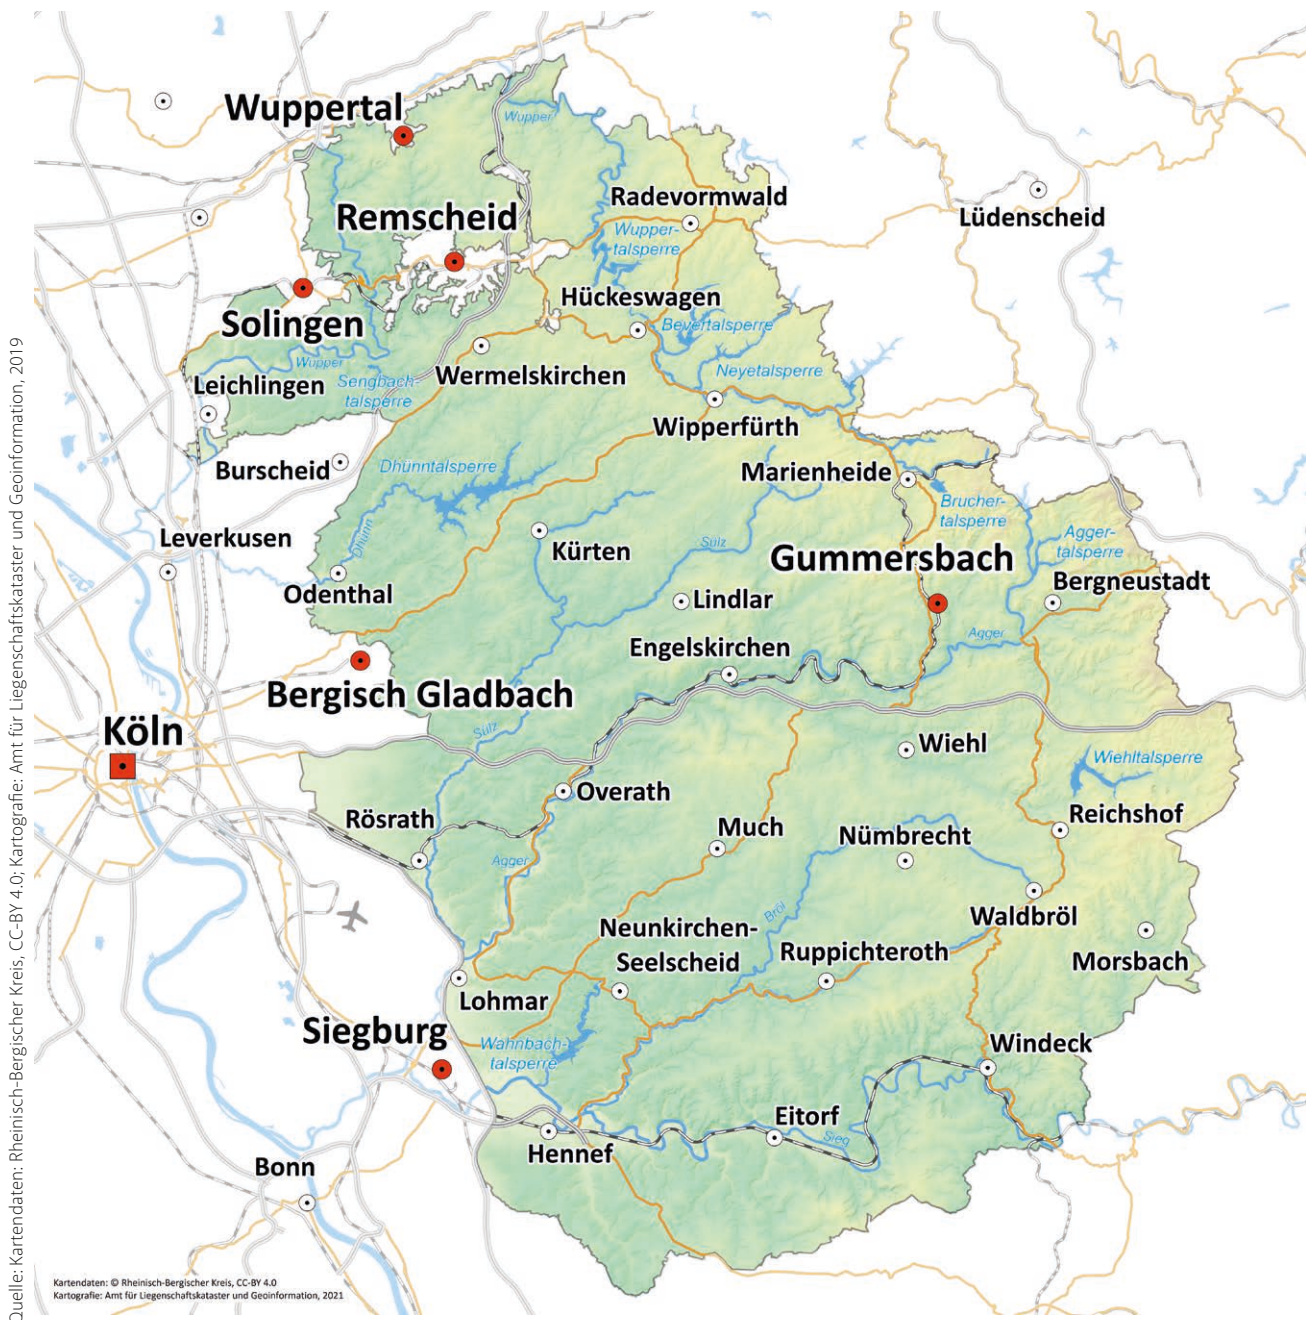 Wuppertal
Wupper
Radevormwald
Lüdenscheid
Remscheid
Wupper-
talsperre
Hückeswagen
Solingen
Bevertalsperre
Wupper
Leichlingen
Sengbach-
talsperre
Wermelskirchen
Neyetalsperre
Wipperfürth
Burscheid
Dhünntalsperre
Marienheide
Brucher-
talsperre
Leverkusen
Dhünn
Kürten
Sülz
Agger-
talsperre
Gummersbach
Bergneustadt
Odenthal
Lindlar
Engelskirchen
Agger
Bergisch Gladbach
Köln
Sülz
Wiehl
Wiehltalsperre
Overath
Rösrath
Much
Nümbrecht
Reichshof
Agger
Bröl
Waldbröl
Neunkirchen-
Seelscheid
Ruppichteroth
Morsbach
Lohmar
Siegburg
Wahnbach-
talsperre
Windeck
Eitorf
Sieg
Hennef
Bonn
Kartendaten: © Rheinisch-Bergischer Kreis, CC-BY 4.0
Kartografie: Amt für Liegenschaftskataster und Geoinformation, 2021
Quelle: Kartendaten: Rheinisch-Bergischer Kreis, CC-BY 4.0; Kartografie: Amt für Liegenschaftskataster und Geoinformation, 2019